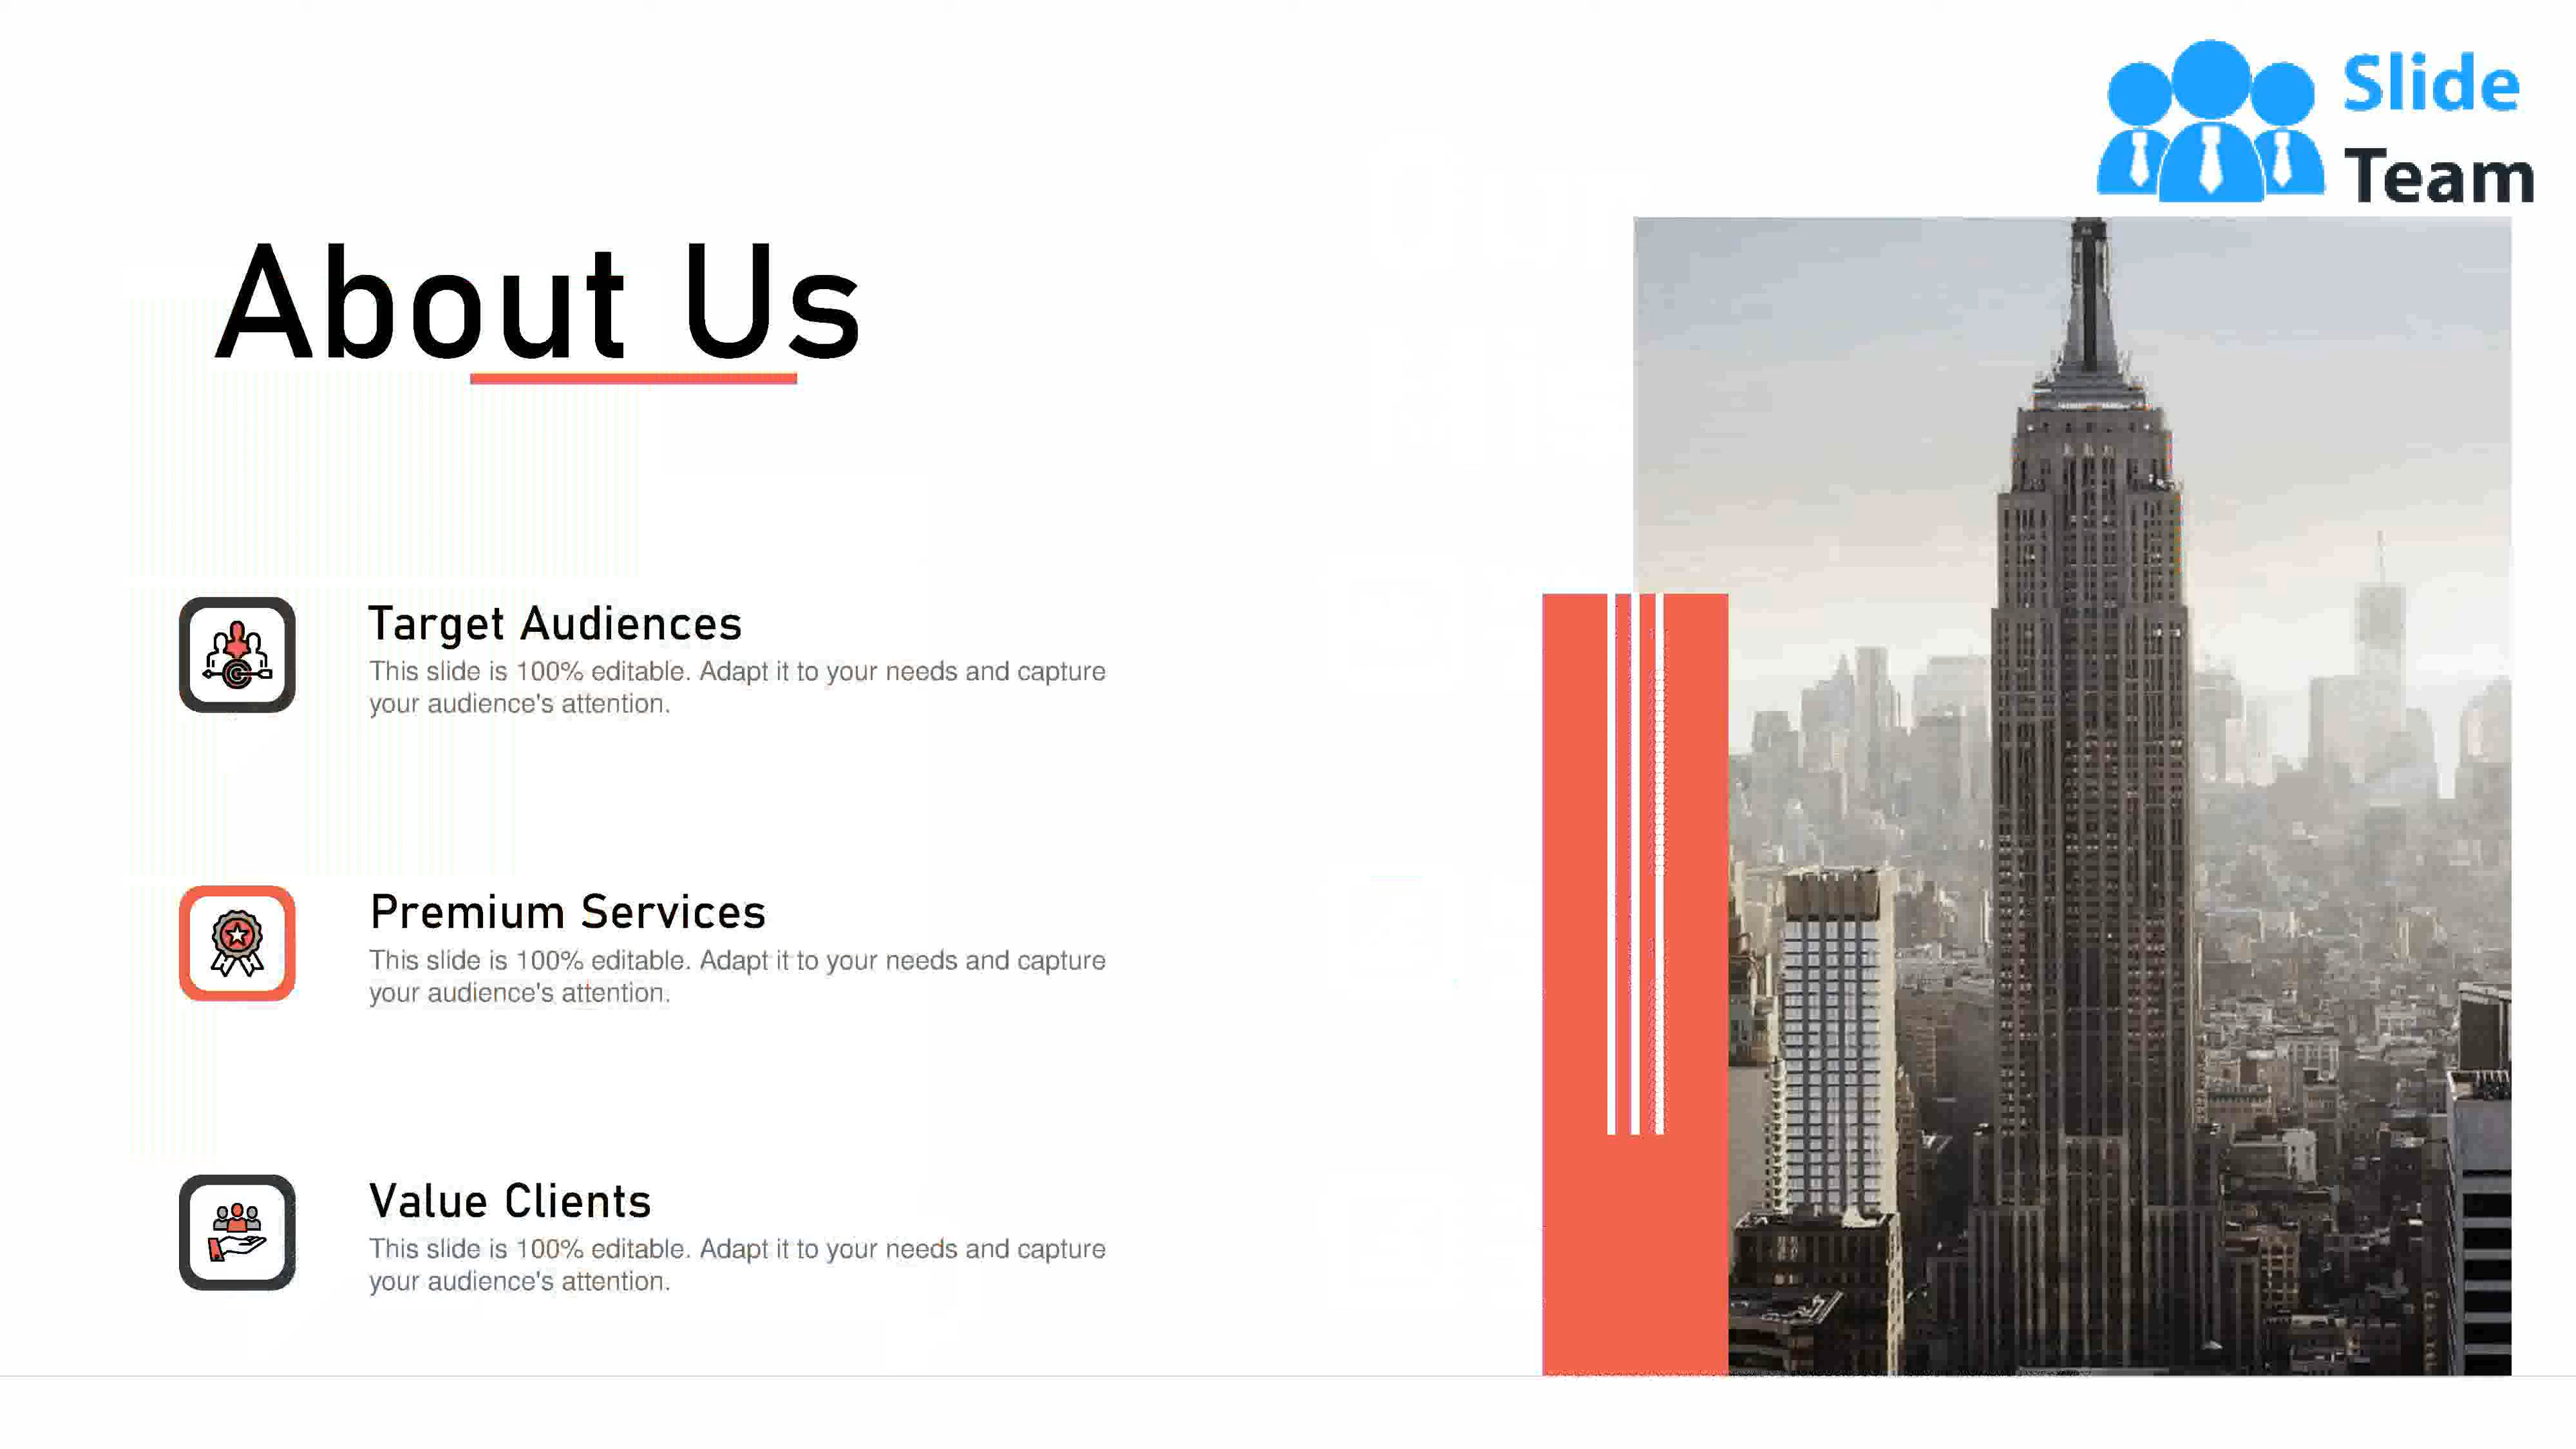 Slide
Team
About Us
Target Audiences
This slide is 100% editable. Adapt it to your needs and capture
your audience's attention.
Premium Services
This slide is 100% editable. Adapt it to your needs and capture
your audience's attention.
Value Clients
This slide is 100% editable. Adapt it to your needs and capture
your audience's attention.